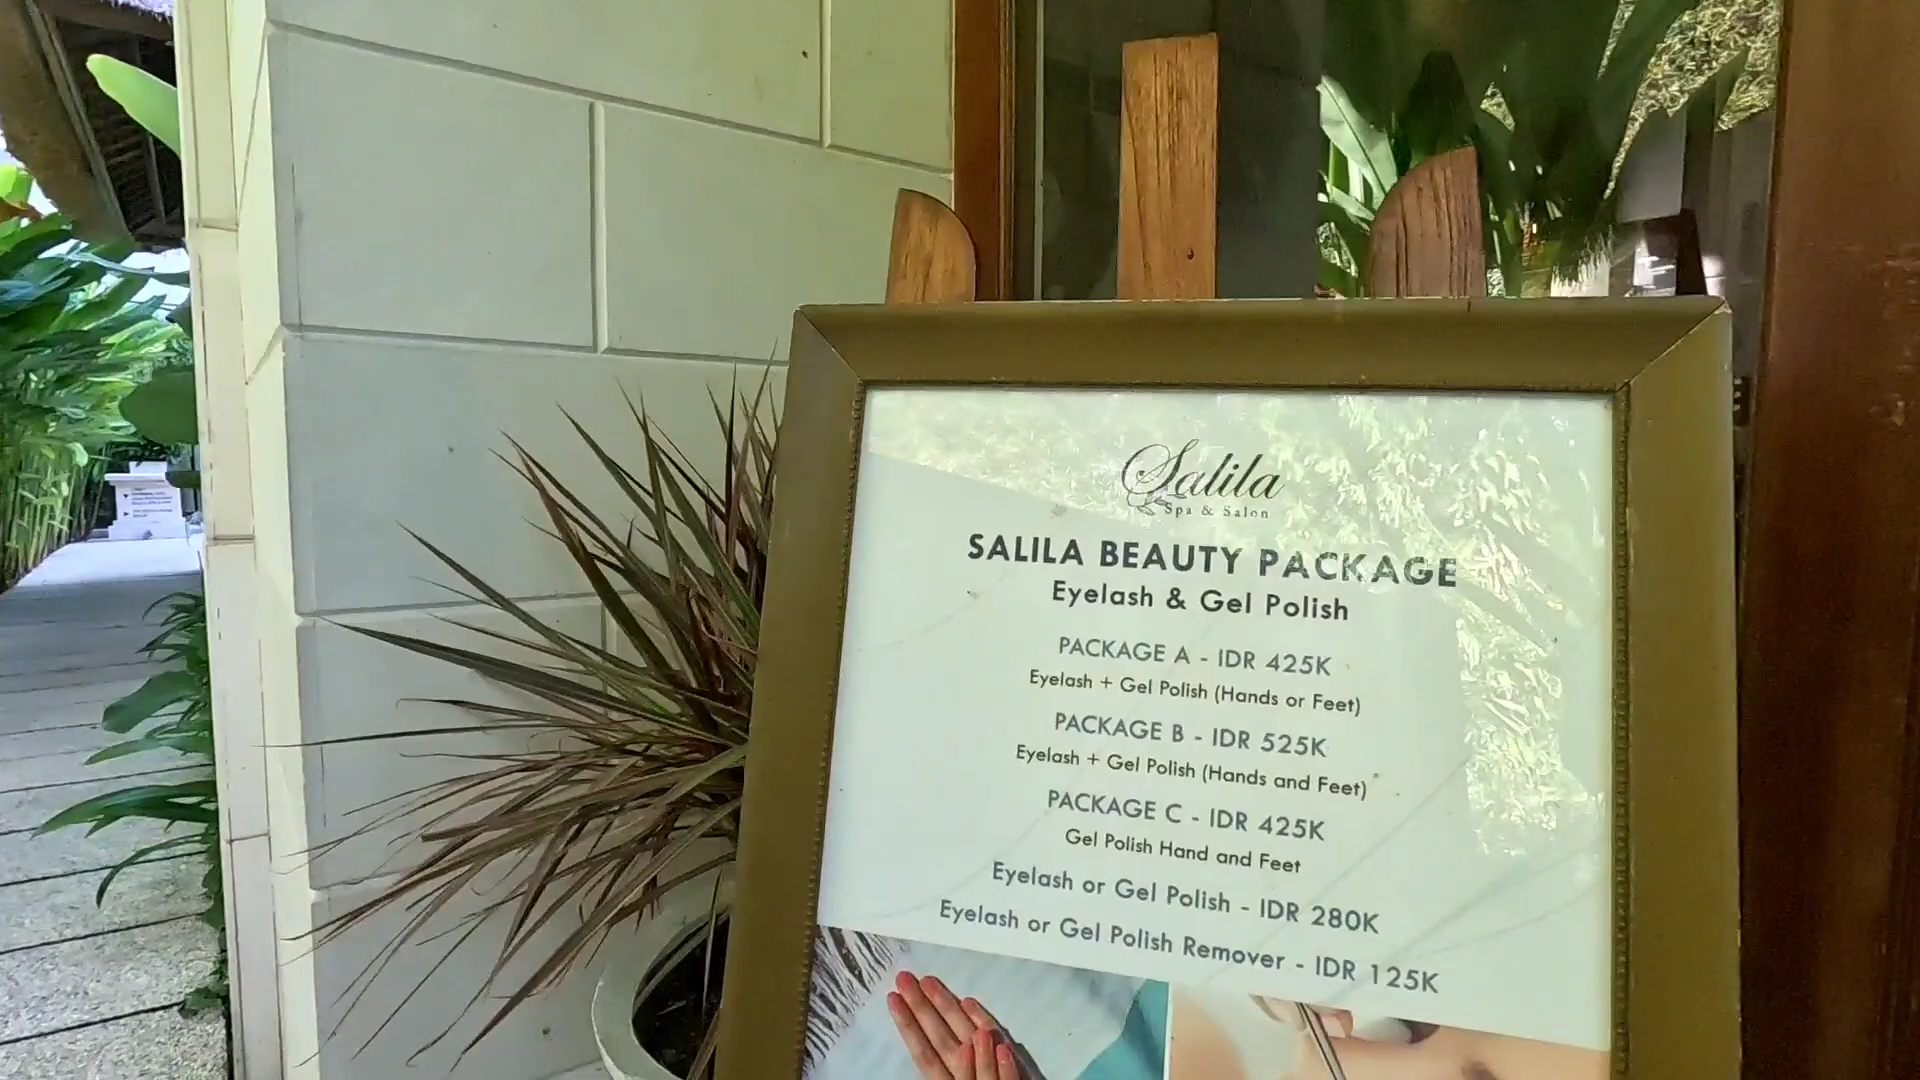 Salila
Spa & Salon
SALILA BEAUTY PACKAGE
Eyelash & Gel Polish
PACKAGE A - IDR 425K
Eyelash + Gel Polish (Hands or Feet)
PACKAGE B - IDR 525K
Eyelash + Gel Polish (Hands and Feet)
PACKAGE C - IDR 425K
Gel Polish Hand and Feet
Eyelash or Gel Polish - IDR 280K
Eyelash or Gel Polish Remover - IDR 125K